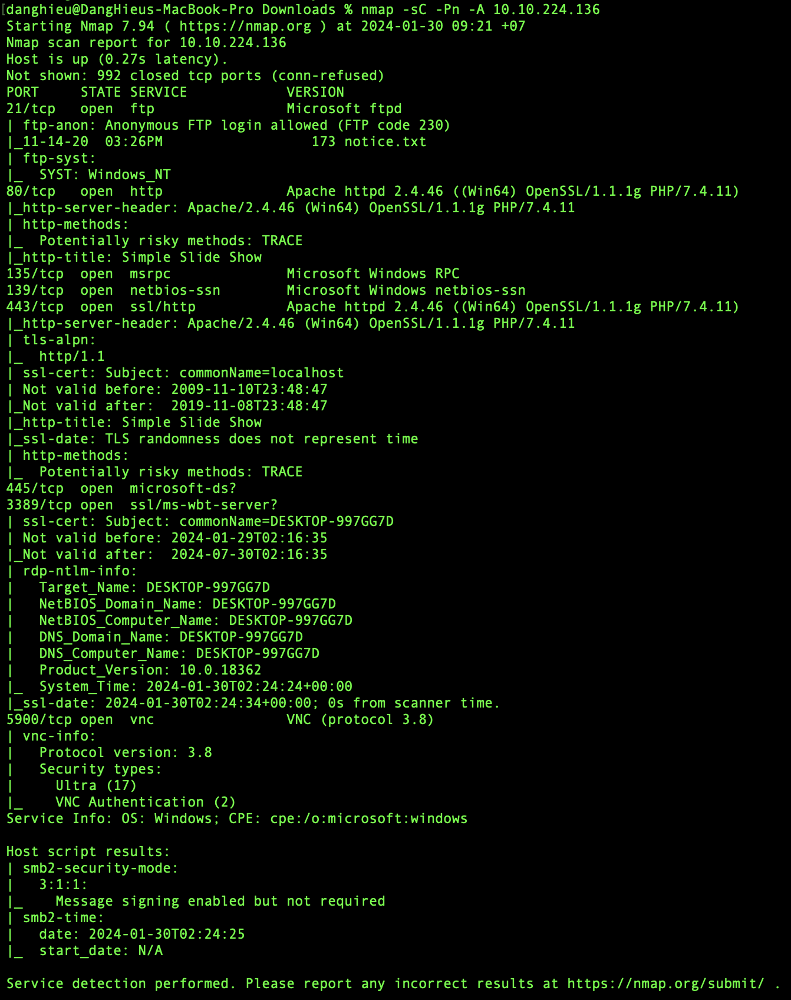 [danghieu@DangHieus-MacBook-Pro Downloads % nmap -sC -Pn -A 10.10.224.136
Starting Nmap 7.94 ( https://nmap.org ) at 2024-01-30 09:21 +07
Nmap scan report for 10.10.224.136
Host is up (0.27s latency).
Not shown: 992 closed tcp ports (conn-refused)
PORT     STATE SERVICE            VERSION
21/tcp   open  ftp                Microsoft ftpd
| ftp-anon: Anonymous FTP login allowed (FTP code 230)
|_11-14-20  03:26PM                  173 notice.txt
| ftp-syst:
|_  SYST: Windows_NT
80/tcp   open  http               Apache httpd 2.4.46 ((Win64) OpenSSL/1.1.1g PHP/7.4.11)
|_http-server-header: Apache/2.4.46 (Win64) OpenSSL/1.1.1g PHP/7.4.11
| http-methods:
|_  Potentially risky methods: TRACE
|_http-title: Simple Slide Show
135/tcp  open  msrpc              Microsoft Windows RPC
139/tcp  open  netbios-ssn        Microsoft Windows netbios-ssn
443/tcp  open  ssl/http           Apache httpd 2.4.46 ((Win64) OpenSSL/1.1.1g PHP/7.4.11)
|_http-server-header: Apache/2.4.46 (Win64) OpenSSL/1.1.1g PHP/7.4.11
| tls-alpn:
|_  http/1.1
| ssl-cert: Subject: commonName=localhost
| Not valid before: 2009-11-10T23:48:47
|_Not valid after:  2019-11-08T23:48:47
|_http-title: Simple Slide Show
|_ssl-date: TLS randomness does not represent time
| http-methods:
|_  Potentially risky methods: TRACE
445/tcp  open  microsoft-ds?
3389/tcp open  ssl/ms-wbt-server?
| ssl-cert: Subject: commonName=DESKTOP-997GG7D
| Not valid before: 2024-01-29T02:16:35
|_Not valid after:  2024-07-30T02:16:35
| rdp-ntlm-info:
|   Target_Name: DESKTOP-997GG7D
|   NetBIOS_Domain_Name: DESKTOP-997GG7D
|   NetBIOS_Computer_Name: DESKTOP-997GG7D
|   DNS_Domain_Name: DESKTOP-997GG7D
|   DNS_Computer_Name: DESKTOP-997GG7D
|   Product_Version: 10.0.18362
|_  System_Time: 2024-01-30T02:24:24+00:00
|_ssl-date: 2024-01-30T02:24:34+00:00; 0s from scanner time.
5900/tcp open  vnc                VNC (protocol 3.8)
| vnc-info:
|   Protocol version: 3.8
|   Security types:
|     Ultra (17)
|_    VNC Authentication (2)
Service Info: OS: Windows; CPE: cpe:/o:microsoft:windows

Host script results:
| smb2-security-mode:
|   3:1:1:
|_    Message signing enabled but not required
| smb2-time:
|   date: 2024-01-30T02:24:25
|_  start_date: N/A

Service detection performed. Please report any incorrect results at https://nmap.org/submit/ .